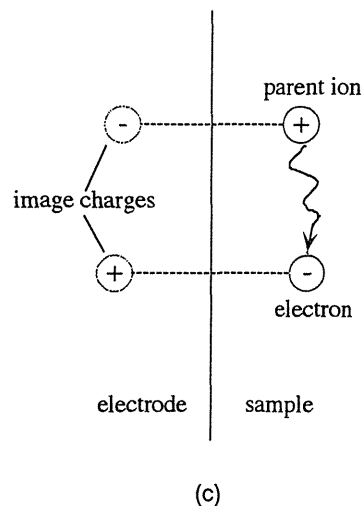 parent ion
-
+
image charges
+
-
electron
electrode
sample
(c)